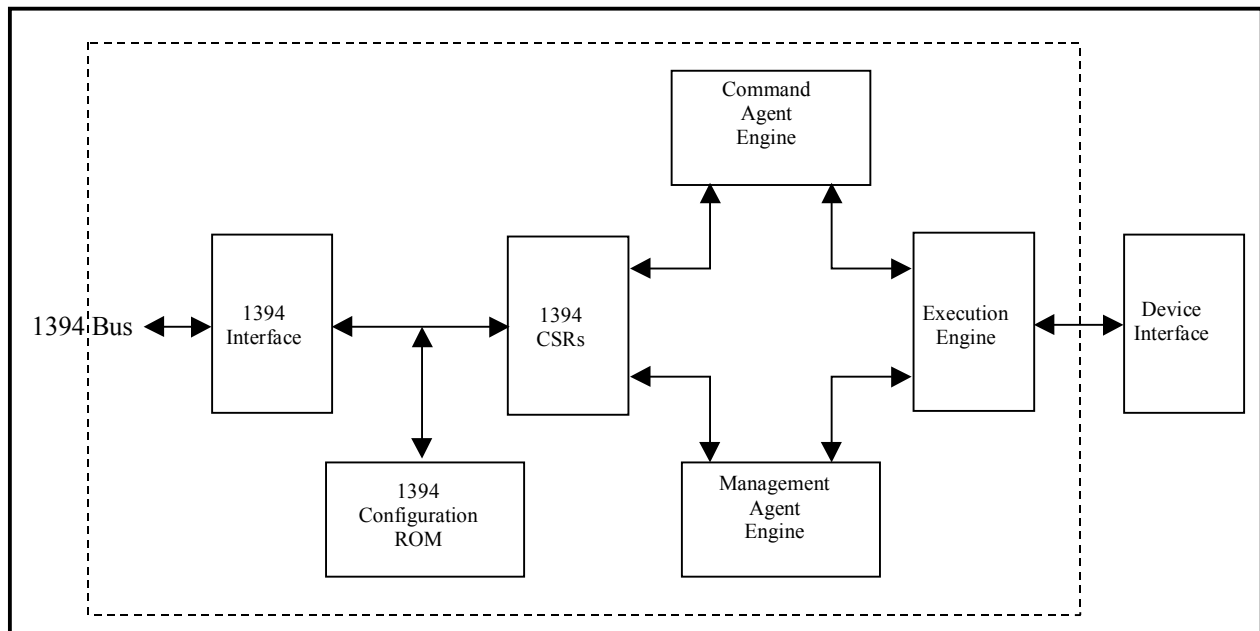 Command
Agent
Engine
1394 Bus
1394
Interface
1394
CSRs
Execution
Engine
Device
Interface
1394
Configuration
ROM
Management
Agent
Engine